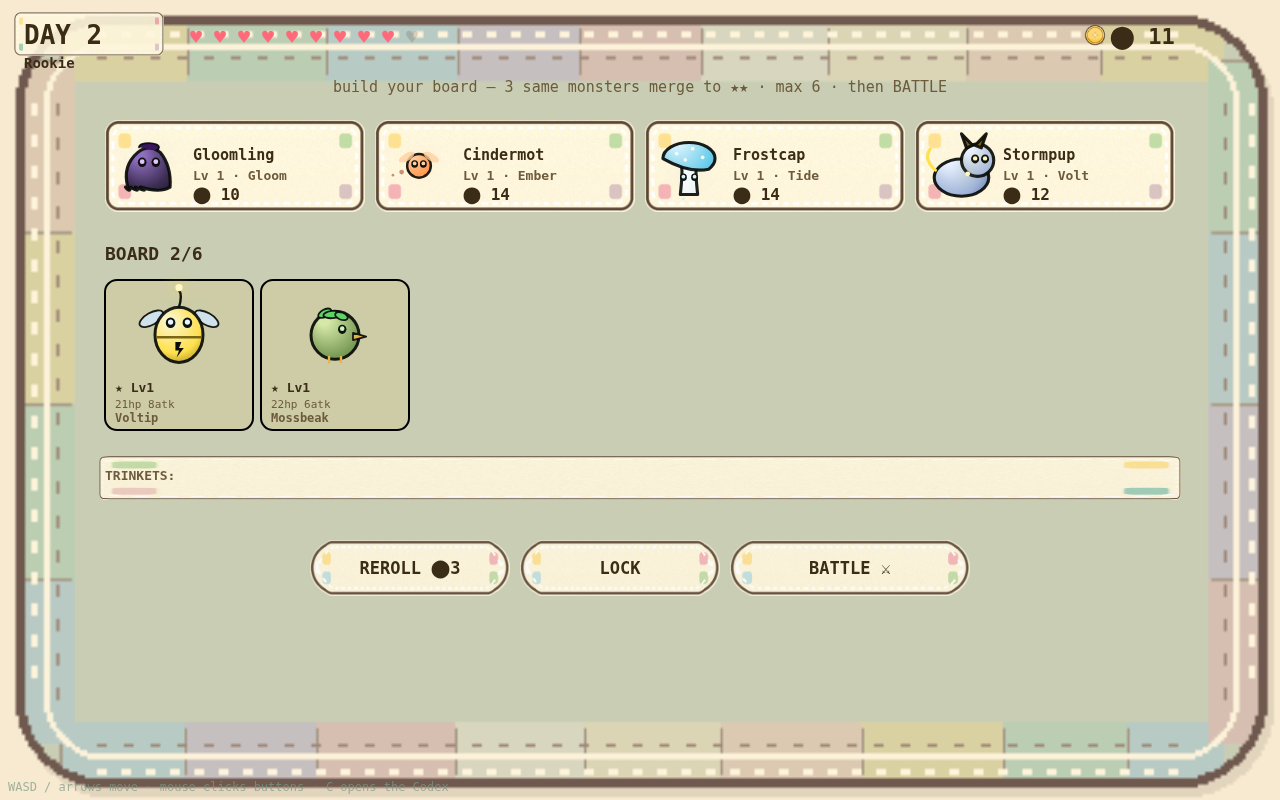 DAY 2
♥ ♥ ♥ ♥ ♥ ♥ ♥ ♥ ♥ ♥ ♥
⬤ 11
Rookie
build your board — 3 same monsters merge to ★★ · max 6 · then BATTLE
Gloomling
Lv 1 · Gloom
⬤ 10
Cindermot
Lv 1 · Ember
⬤ 14
Frostcap
Lv 1 · Tide
⬤ 14
Stormpup
Lv 1 · Volt
⬤ 12
BOARD 2/6
★ Lv1
21hp 8atk
Voltip
★ Lv1
22hp 6atk
Mossbeak
TRINKETS:
REROLL ⬤3
LOCK
BATTLE ⚔
WASD / arrows move · mouse clicks buttons · C opens the Codex